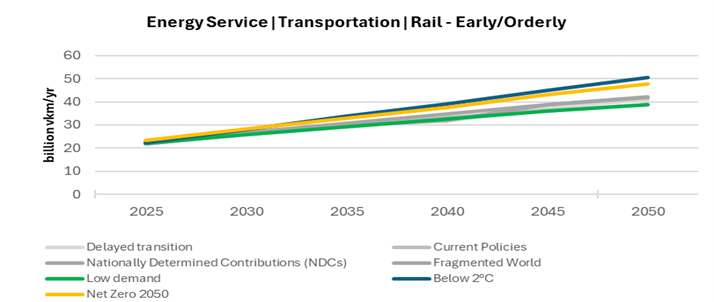 Energy Service | Transportation | Rail - Early/Orderly
billion vkm/yr
60
50
40
30
20
10
0
2025 2030 2035 2040 2045 2050
Delayed transition Current Policies
Nationally Determined Contributions (NDCs) Fragmented World
Low demand Below 2°C
Net Zero 2050